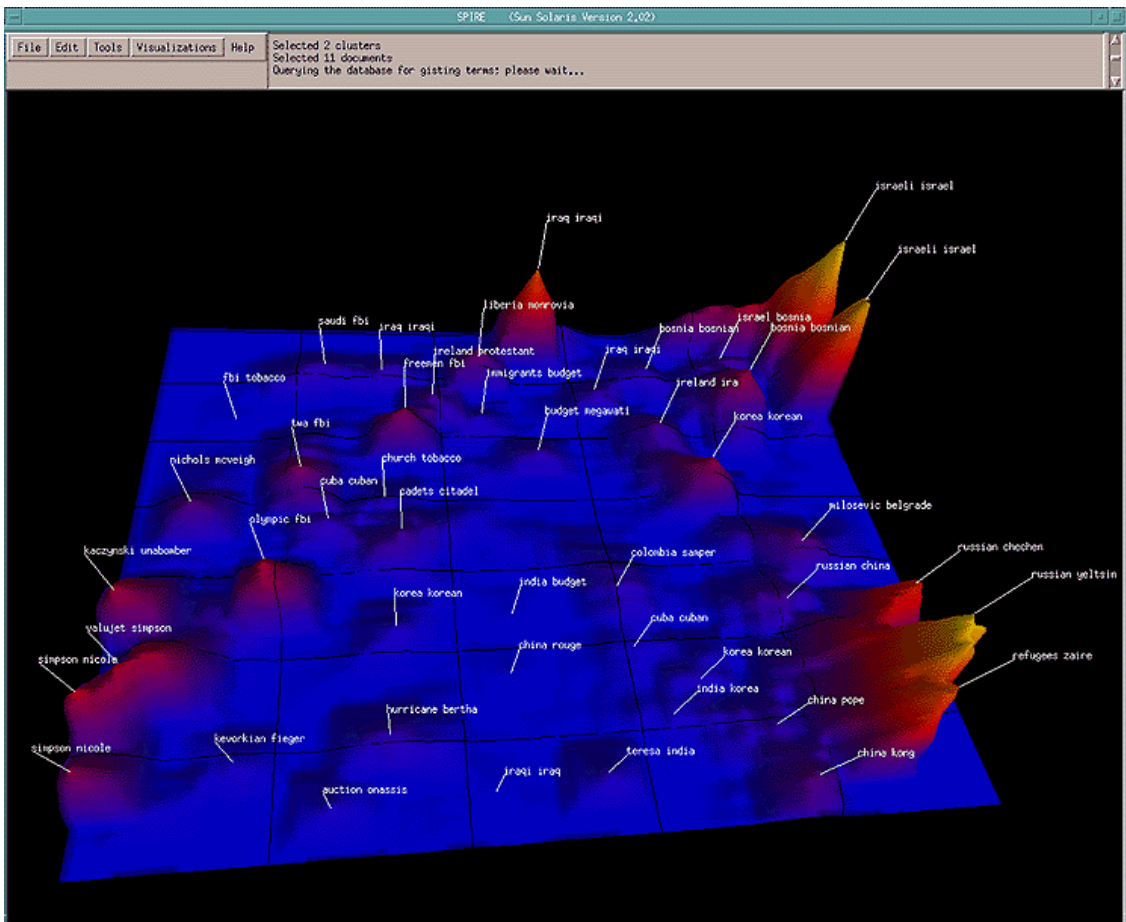 SPIRE (Sun Solaris Version 2.02)
File Edit Tools Visualizations Help
Selected 2 clusters
Selected 11 documents
Querying the database for gisting terms: please wait...
israeli israel
iraq iraqi
israeli israel
liberia monrovia
saudi fbi
iraq iraqi
israel bosnia
bosnia bosnian
bosnia bosnian
ireland protestant
iraq iraqi
freemen fbi
fbi tobacco
immigrants budget
ireland ira
budget megawati
korea korean
twa fbi
nichols mcveigh
church tobacco
cuba cuban
cadets citadel
milosevic belgrade
olympic fbi
kaczynski unabomber
colombia samper
russian chechen
russian china
russian yeltsin
india budget
korea korean
cuba cuban
valujet simpson
china rouge
korea korean
simpson nicole
refugees zaire
india korea
china pope
hurricane bertha
kevorkian fieger
simpson nicole
teresa india
china kong
iraqi iraq
auction onassis